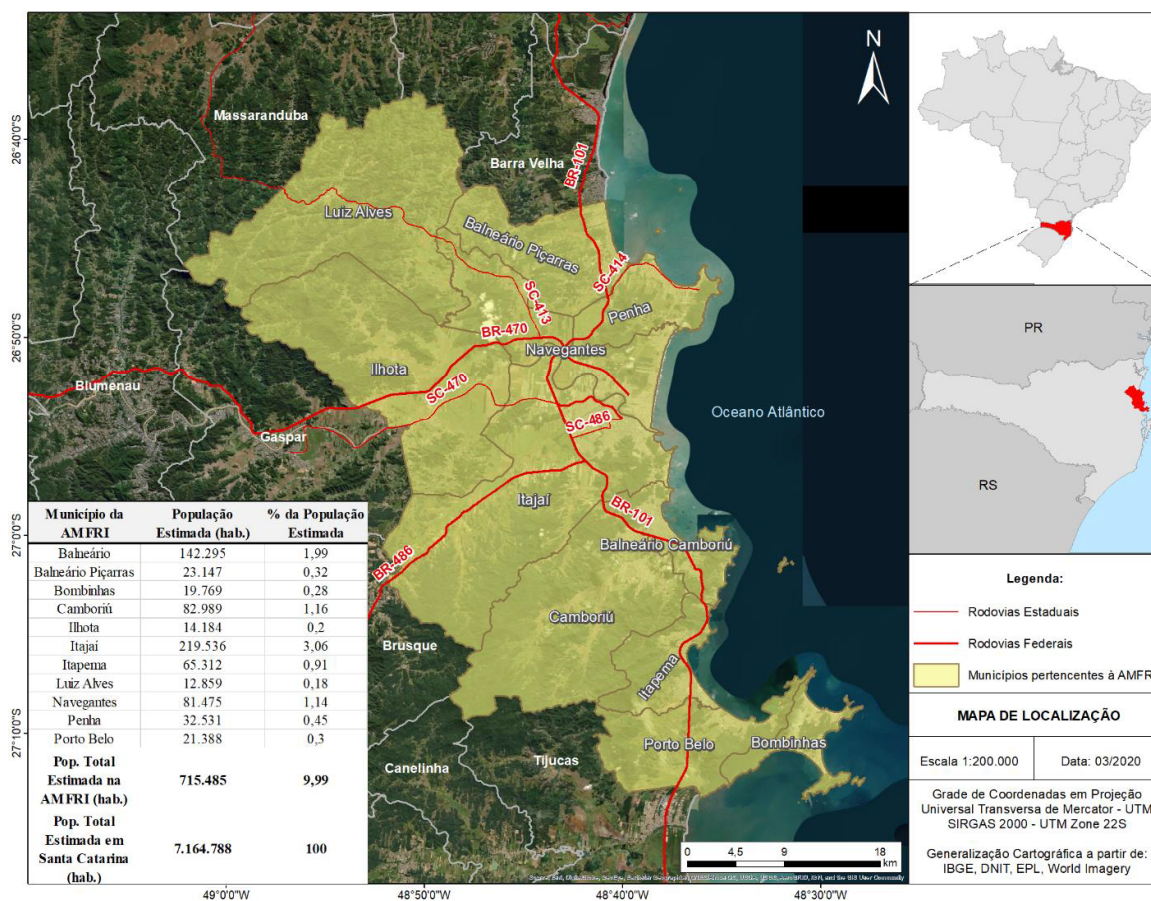 N
26°40'0"S
26°50'0"S
27°0'0"S
27°10'0"S
49°0'0"W
48°50'0"W
48°40'0"W
48°30'0"W
Massaranduba
Barra Velha
BR-101
Luiz Alves
Balneário Piçarras
SC-414
SC-413
Penha
BR-470
Navegantes
Ilhota
SC-470
Blumenau
Gaspar
SC-486
Oceano Atlântico
Itajaí
BR-101
BR-486
Balneário Camboriú
Camboriú
Brusque
Itapema
Porto Belo
Bombinhas
Canelinha
Tijucas
0 4,5 9 18
km
Município da AMFRI População Estimada (hab.) % da População Estimada
Balneário 142.295 1,99
Balneário Piçarras 23.147 0,32
Bombinhas 19.769 0,28
Camboriú 82.989 1,16
Ilhota 14.184 0,2
Itajaí 219.536 3,06
Itapema 65.312 0,91
Luiz Alves 12.859 0,18
Navegantes 81.475 1,14
Penha 32.531 0,45
Porto Belo 21.388 0,3
Pop. Total
Estimada na 715.485 9,99
AMFRI (hab.)
Pop. Total
Estimada em
Santa Catarina 7.164.788 100
(hab.)
PR
RS
Legenda:
Rodovias Estaduais
Rodovias Federais
Municípios pertencentes à AMFR
MAPA DE LOCALIZAÇÃO
Escala 1:200.000 Data: 03/2020
Grade de Coordenadas em Projeção
Universal Transversa de Mercator - UTM
SIRGAS 2000 - UTM Zone 22S
Generalização Cartográfica a partir de:
IBGE, DNIT, EPL, World Imagery